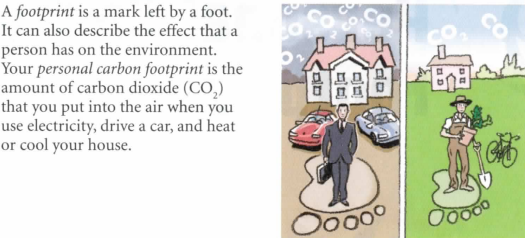 A footprint is a mark left by a foot.
It can also describe the effect that a
person has on the environment.
Your personal carbon footprint is the
amount of carbon dioxide (CO₂)
that you put into the air when you
use electricity, drive a car, and heat
or cool your house.
CO₂ CO₂ CO₂
CO₂ CO₂